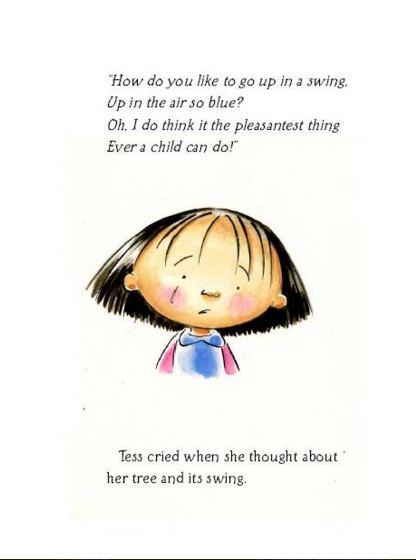 "How do you like to go up in a swing,
Up in the air so blue?
Oh, I do think it the pleasantest thing
Ever a child can do!"
Tess cried when she thought about
her tree and its swing.